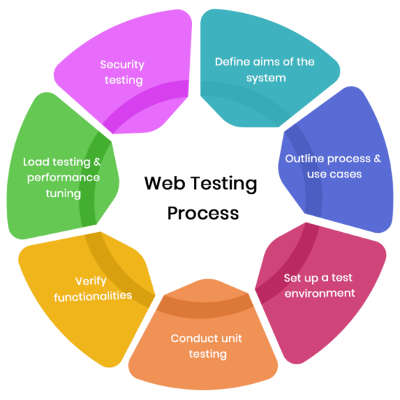 Web Testing
Process
Define aims of the
system
Outline process &
use cases
Set up a test
environment
Conduct unit
testing
Verify
functionalities
Load testing &
performance
tuning
Security
testing